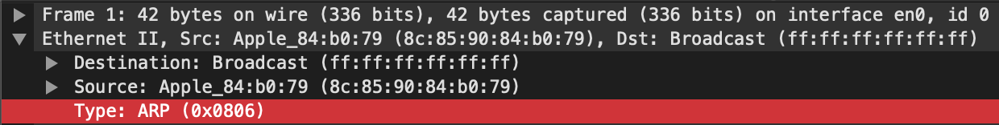 Frame 1: 42 bytes on wire (336 bits), 42 bytes captured (336 bits) on interface en0, id 0
Ethernet II, Src: Apple_84:b0:79 (8c:85:90:84:b0:79), Dst: Broadcast (ff:ff:ff:ff:ff:ff)
Destination: Broadcast (ff:ff:ff:ff:ff:ff)
Source: Apple_84:b0:79 (8c:85:90:84:b0:79)
Type: ARP (0x0806)